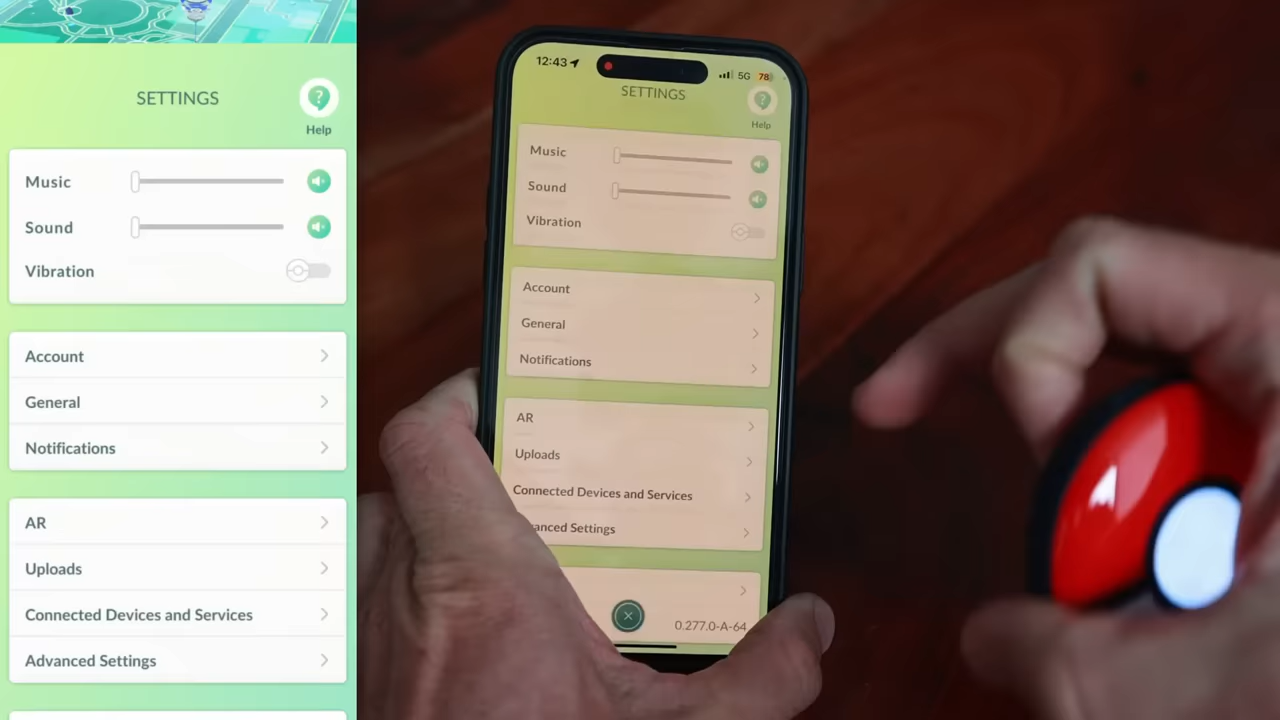 SETTINGS
Help
Music
Sound
Vibration
Account
General
Notifications
AR
Uploads
Connected Devices and Services
Advanced Settings
12:43
5G 78
SETTINGS
Help
Music
Sound
Vibration
Account
General
Notifications
AR
Uploads
Connected Devices and Services
anced Settings
0.277.0-A-64